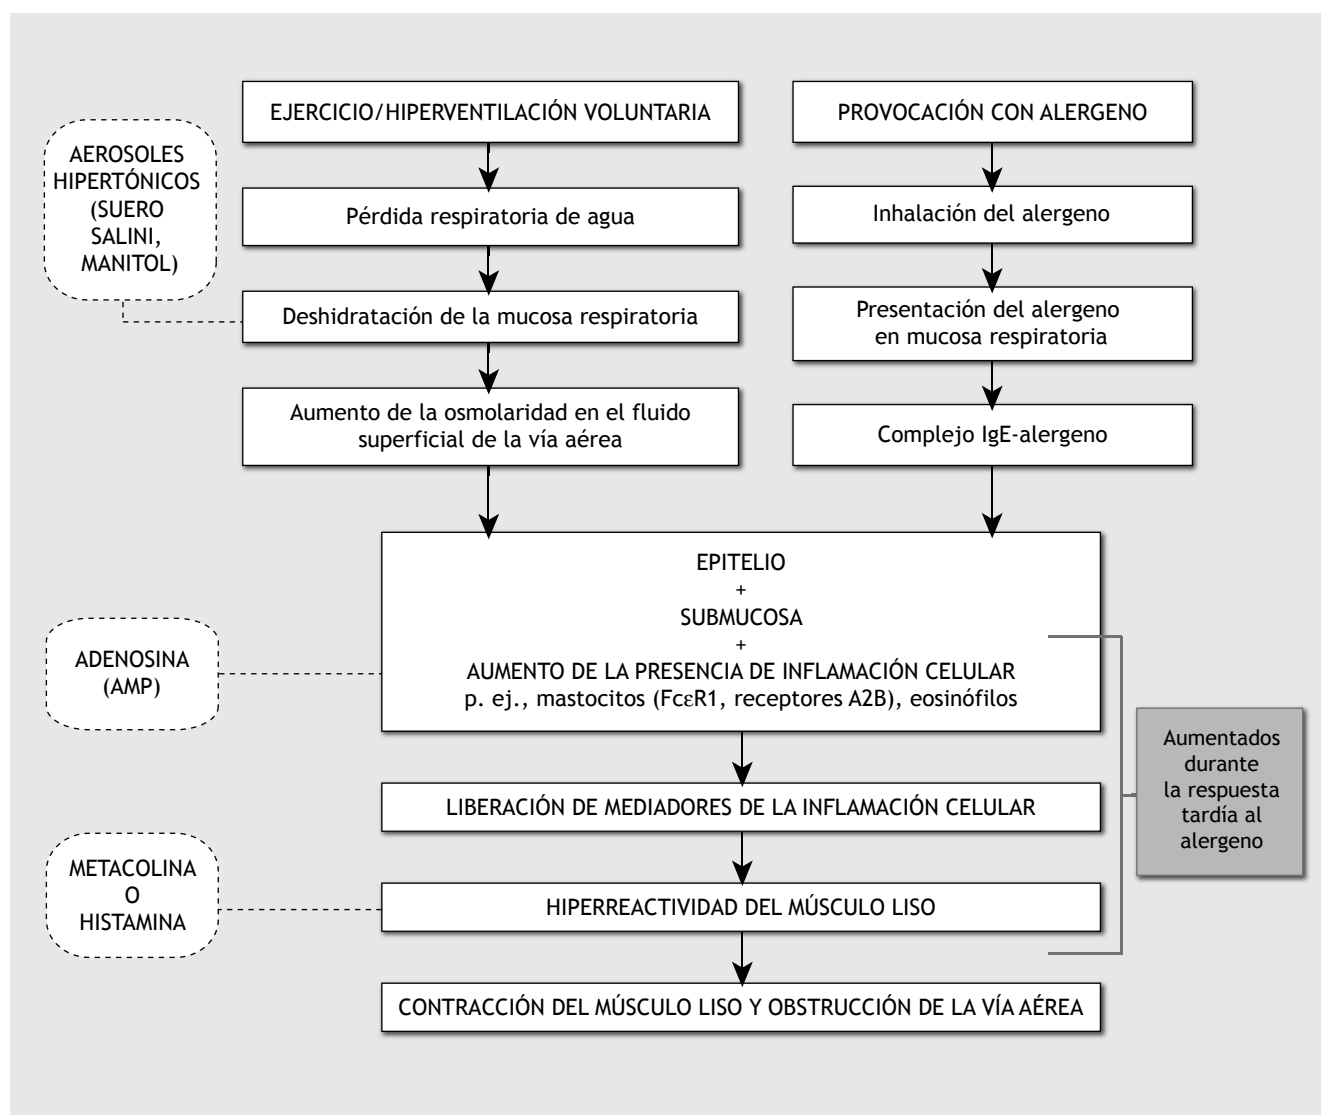 EJERCICIO/HIPERVENTILACIÓN VOLUNTARIA
PROVOCACIÓN CON ALERGENO
AEROSOLES
HIPERTÓNICOS
(SUERO
SALINI,
MANITOL)
Pérdida respiratoria de agua
Inhalación del alergeno
Deshidratación de la mucosa respiratoria
Presentación del alergeno
en mucosa respiratoria
Aumento de la osmolaridad en el fluido
superficial de la vía aérea
Complejo IgE-alergeno
EPITELIO
+
SUBMUCOSA
+
AUMENTO DE LA PRESENCIA DE INFLAMACIÓN CELULAR
p. ej., mastocitos (FcεR1, receptores A2B), eosinófilos
ADENOSINA
(AMP)
Aumentados
durante
la respuesta
tardía al
alergeno
LIBERACIÓN DE MEDIADORES DE LA INFLAMACIÓN CELULAR
METACOLINA
O
HISTAMINA
HIPERREACTIVIDAD DEL MÚSCULO LISO
CONTRACCIÓN DEL MÚSCULO LISO Y OBSTRUCCIÓN DE LA VÍA AÉREA